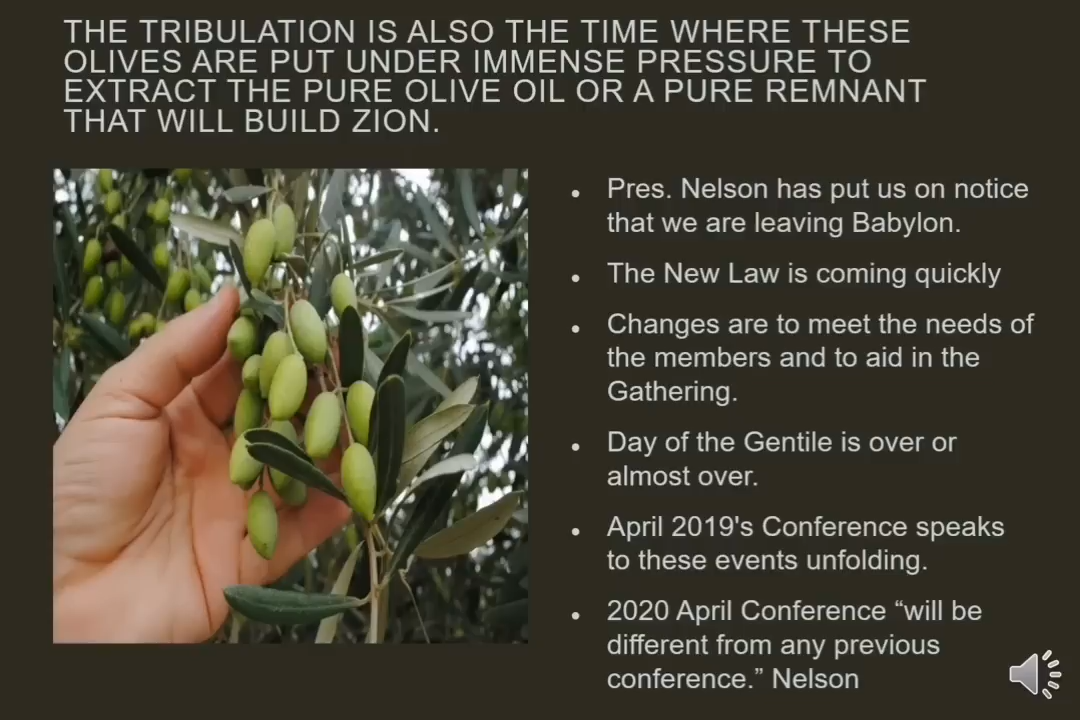 THE TRIBULATION IS ALSO THE TIME WHERE THESE
OLIVES ARE PUT UNDER IMMENSE PRESSURE TO
EXTRACT THE PURE OLIVE OIL OR A PURE REMNANT
THAT WILL BUILD ZION.
• Pres. Nelson has put us on notice
that we are leaving Babylon.
• The New Law is coming quickly
• Changes are to meet the needs of
the members and to aid in the
Gathering.
• Day of the Gentile is over or
almost over.
• April 2019's Conference speaks
to these events unfolding.
• 2020 April Conference “will be
different from any previous
conference.” Nelson